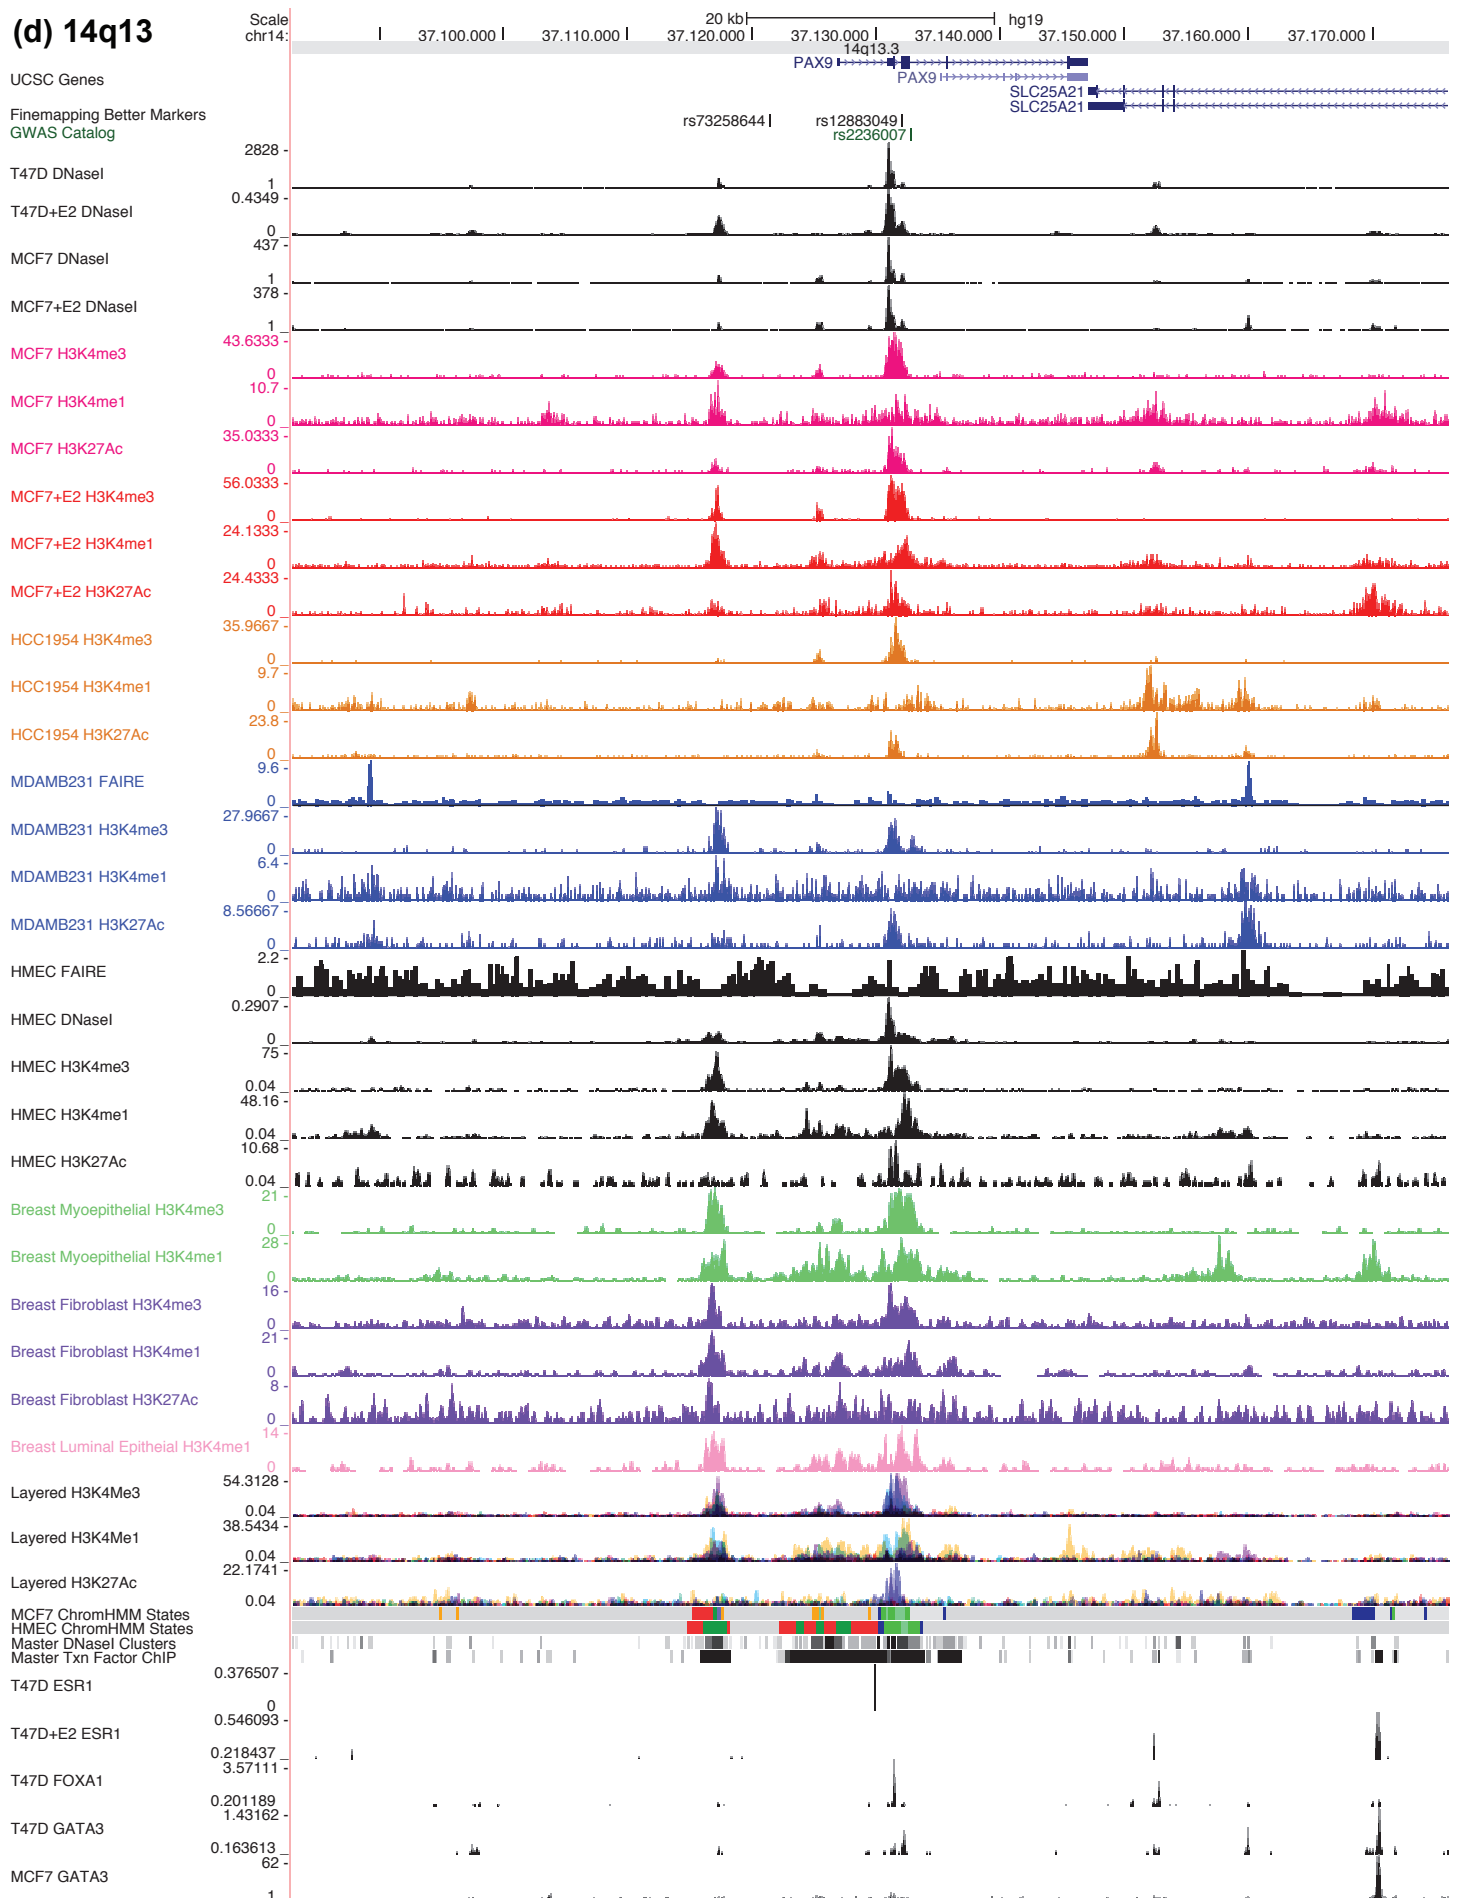 (d) 14q13
Scale 20 kb hg19
chr14: 37.100.000 37.110.000 37.120.000 37.130.000 37.140.000 37.150.000 37.160.000 37.170.000
14q13.3
PAX9
UCSC Genes PAX9
SLC25A21
SLC25A21
Finemapping Better Markers rs73258644 rs12883049
GWAS Catalog rs2236007
2828 -
T47D DNaseI
1 _
0.4349 -
T47D+E2 DNaseI
0 _
437 -
MCF7 DNaseI
1 _
378 -
MCF7+E2 DNaseI
1 _
43.6333 -
MCF7 H3K4me3
0 _
10.7 -
MCF7 H3K4me1
0 _
35.0333 -
MCF7 H3K27Ac
0 _
56.0333 -
MCF7+E2 H3K4me3
0 _
24.1333 -
MCF7+E2 H3K4me1
0 _
24.4333 -
MCF7+E2 H3K27Ac
0 _
35.9667 -
HCC1954 H3K4me3
0 _
9.7 -
HCC1954 H3K4me1
0 _
23.8 -
HCC1954 H3K27Ac
0 _
9.6 -
MDAMB231 FAIRE
0 _
27.9667 -
MDAMB231 H3K4me3
0 _
6.4 -
MDAMB231 H3K4me1
0 _
8.56667 -
MDAMB231 H3K27Ac
0 _
2.2 -
HMEC FAIRE
0 _
0.2907 -
HMEC DNaseI
0 _
75 -
HMEC H3K4me3
0.04 _
48.16 -
HMEC H3K4me1
0.04 _
10.68 -
HMEC H3K27Ac
0.04 _
21 -
Breast Myoepithelial H3K4me3
0 _
28 -
Breast Myoepithelial H3K4me1
0 _
16 -
Breast Fibroblast H3K4me3
0 _
21 -
Breast Fibroblast H3K4me1
0 _
8 -
Breast Fibroblast H3K27Ac
0 _
14 -
Breast Luminal Epitheial H3K4me1
0 _
54.3128 -
Layered H3K4Me3
0.04 _
38.5434 -
Layered H3K4Me1
0.04 _
22.1741 -
Layered H3K27Ac
0.04 _
MCF7 ChromHMM States
HMEC ChromHMM States
Master DNaseI Clusters
Master Txn Factor ChIP
0.376507 -
T47D ESR1
0 _
0.546093 -
T47D+E2 ESR1
0.218437 _
3.57111 -
T47D FOXA1
0.201189 _
1.43162 -
T47D GATA3
0.163613 _
62 -
MCF7 GATA3
1 _